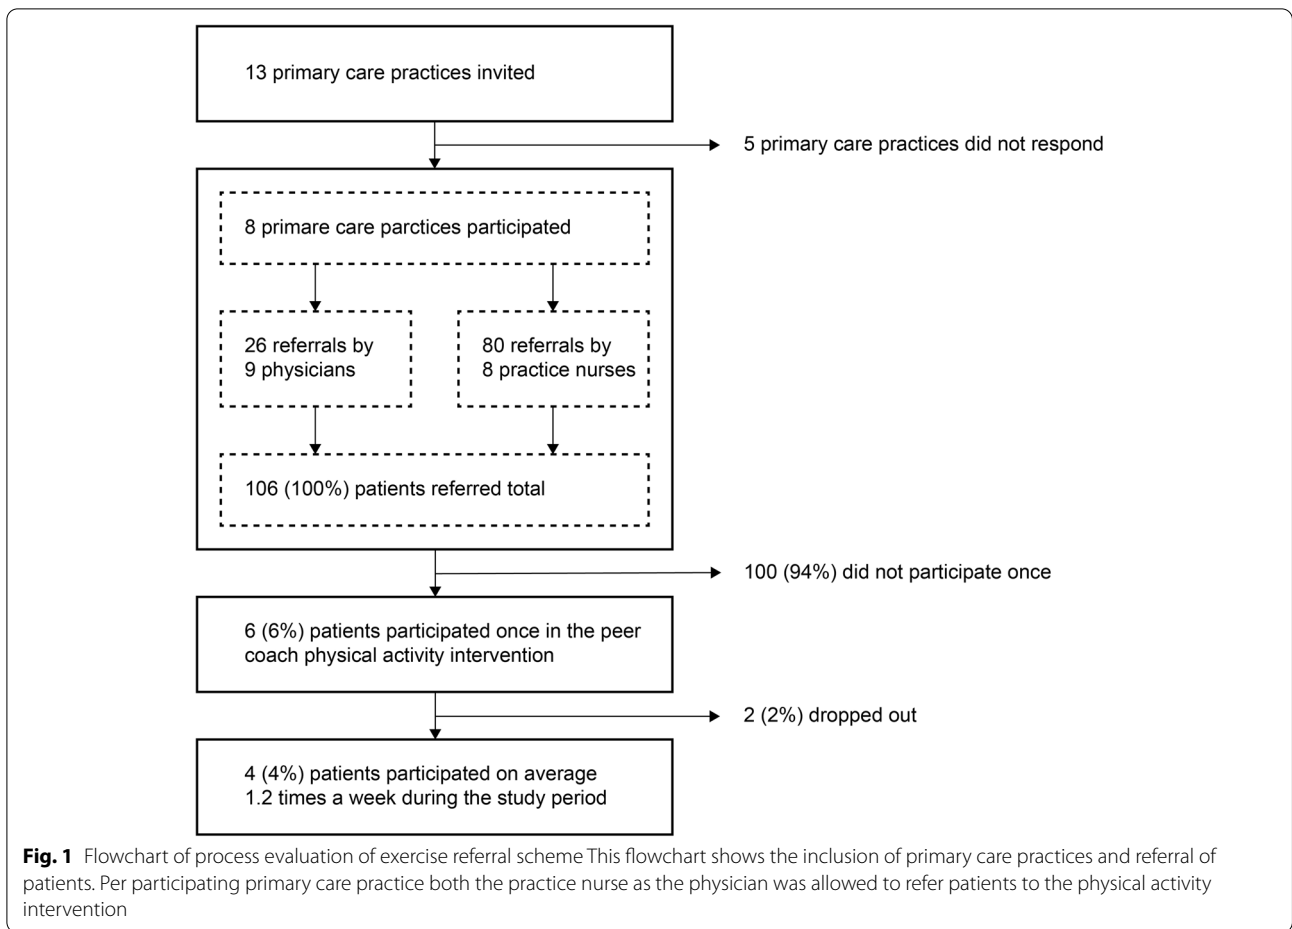 13 primary care practices invited
5 primary care practices did not respond
8 primare care parctices participated
26 referrals by
9 physicians
80 referrals by
8 practice nurses
106 (100%) patients referred total
100 (94%) did not participate once
6 (6%) patients participated once in the peer
coach physical activity intervention
2 (2%) dropped out
4 (4%) patients participated on average
1.2 times a week during the study period
Fig. 1 Flowchart of process evaluation of exercise referral scheme This flowchart shows the inclusion of primary care practices and referral of
patients. Per participating primary care practice both the practice nurse as the physician was allowed to refer patients to the physical activity
intervention